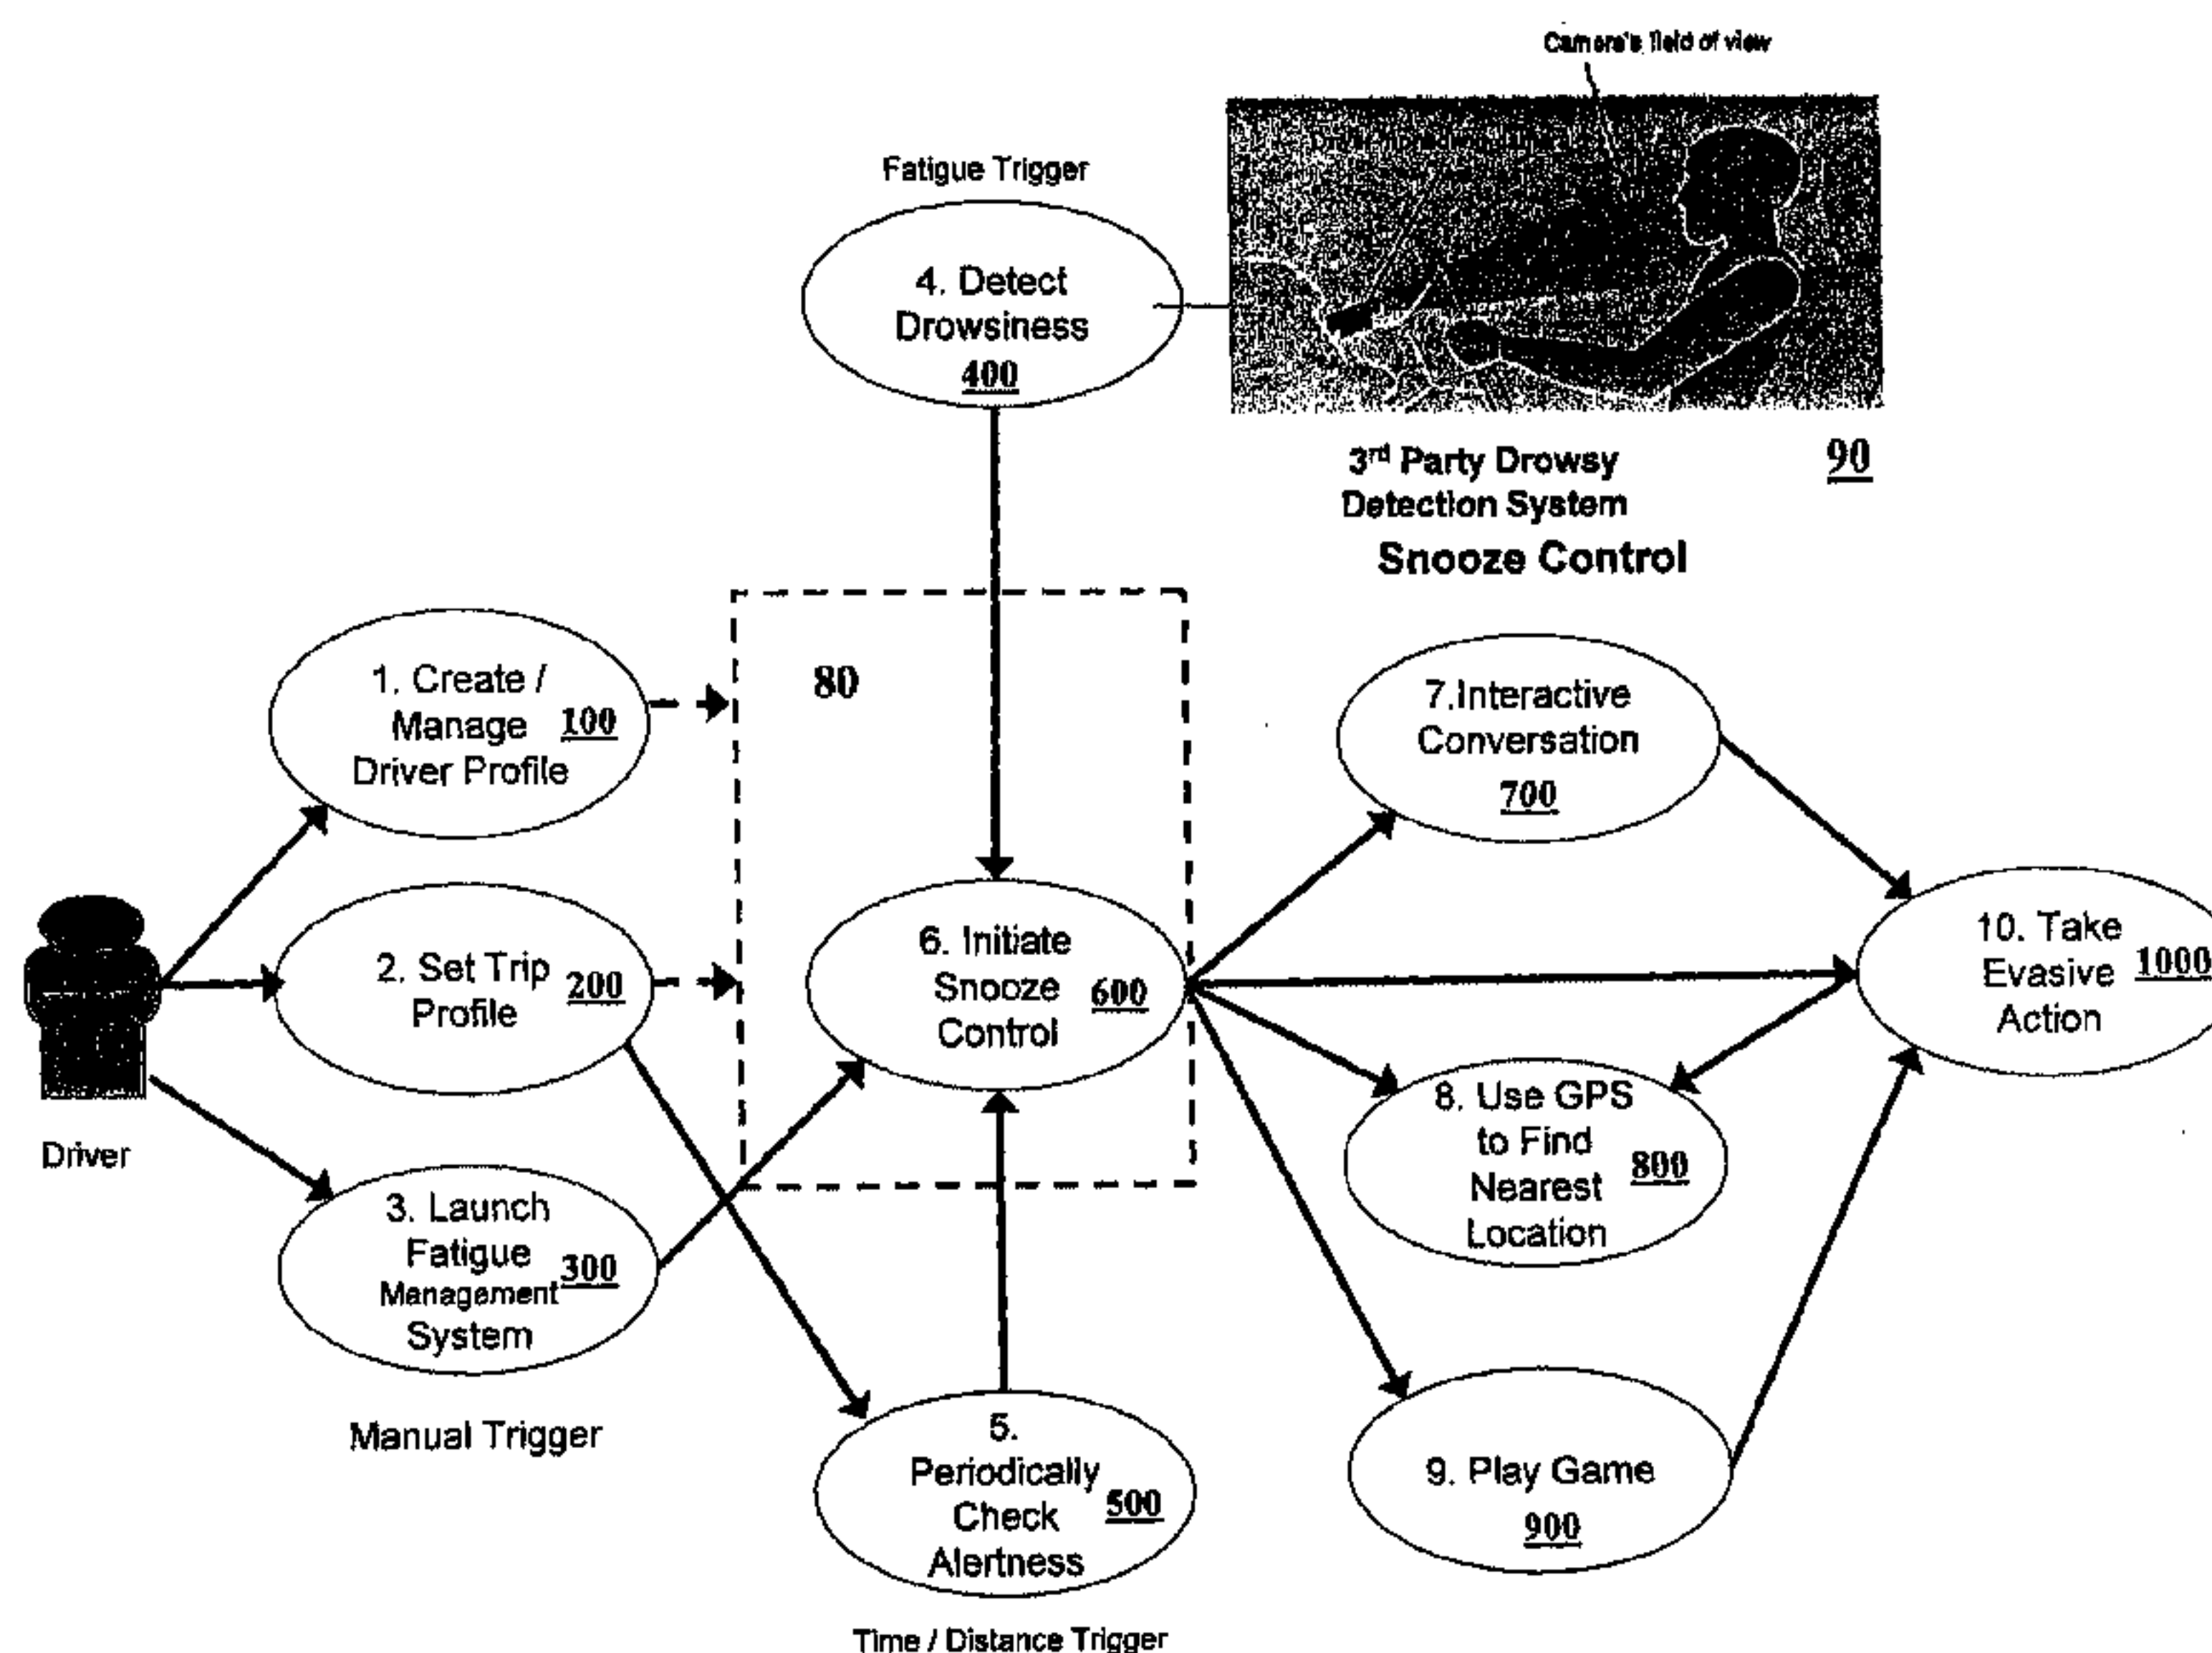 Camera's field of view
Fatigue Trigger
4. Detect
Drowsiness
400
3rd Party Drowsy
Detection System
90
Snooze Control
1. Create /
Manage 100
Driver Profile
80
7.Interactive
Conversation
700
2. Set Trip
Profile 200
6. Initiate
Snooze 600
Control
10. Take
Evasive 1000
Action
Driver
8. Use GPS
to Find
Nearest 800
Location
3. Launch
Fatigue
Management 300
System
Manual Trigger
5.
Periodically
Check 500
Alertness
9. Play Game
900
Time / Distance Trigger